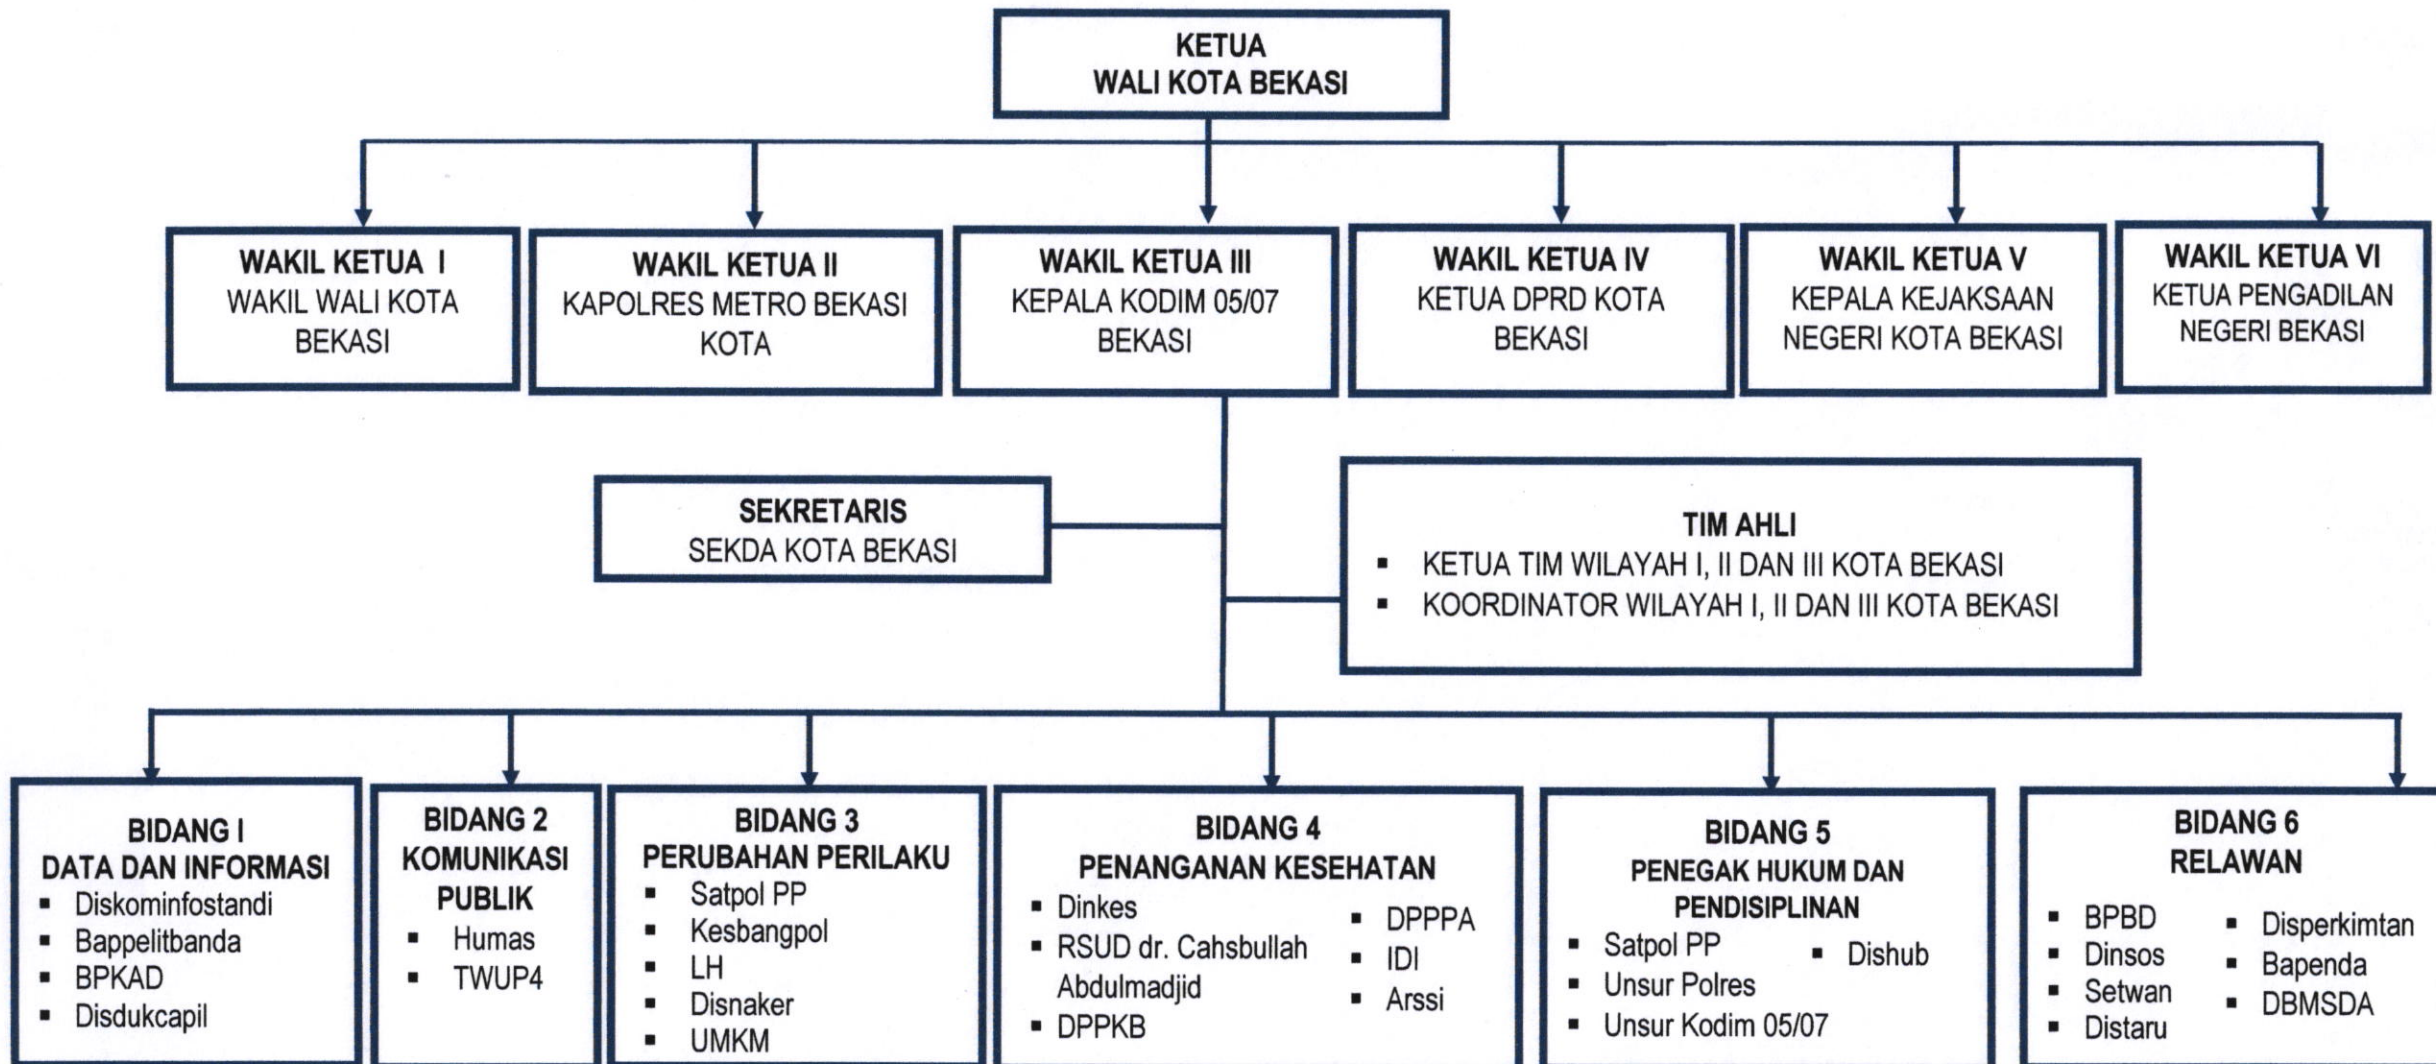 KETUA
WALI KOTA BEKASI
WAKIL KETUA I
WAKIL WALI KOTA
BEKASI
WAKIL KETUA II
KAPOLRES METRO BEKASI
KOTA
WAKIL KETUA III
KEPALA KODIM 05/07
BEKASI
WAKIL KETUA IV
KETUA DPRD KOTA
BEKASI
WAKIL KETUA V
KEPALA KEJAKSAAN
NEGERI KOTA BEKASI
WAKIL KETUA VI
KETUA PENGADILAN
NEGERI BEKASI
SEKRETARIS
SEKDA KOTA BEKASI
TIM AHLI
▪ KETUA TIM WILAYAH I, II DAN III KOTA BEKASI
▪ KOORDINATOR WILAYAH I, II DAN III KOTA BEKASI
BIDANG I
DATA DAN INFORMASI
▪ Diskominfostandi
▪ Bappelitbanda
▪ BPKAD
▪ Disdukcapil
BIDANG 2
KOMUNIKASI
PUBLIK
▪ Humas
▪ TWUP4
BIDANG 3
PERUBAHAN PERILAKU
▪ Satpol PP
▪ Kesbangpol
▪ LH
▪ Disnaker
▪ UMKM
BIDANG 4
PENANGANAN KESEHATAN
▪ Dinkes
▪ RSUD dr. Cahsbullah
Abdulmadjid
▪ DPPKB
▪ DPPPA
▪ IDI
▪ Arssi
BIDANG 5
PENEGAK HUKUM DAN
PENDISIPLINAN
▪ Satpol PP
▪ Unsur Polres
▪ Unsur Kodim 05/07
▪ Dishub
BIDANG 6
RELAWAN
▪ BPBD
▪ Dinsos
▪ Setwan
▪ Distaru
▪ Disperkimtan
▪ Bapenda
▪ DBMSDA